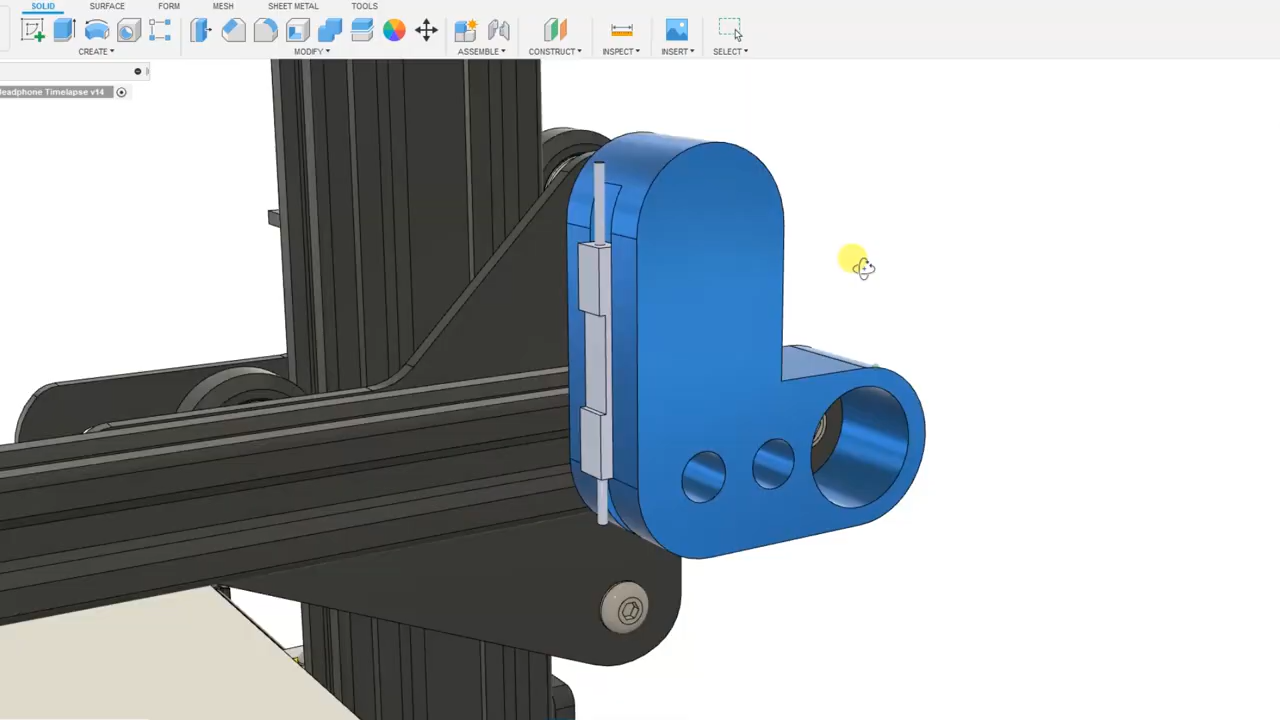 SOLID SURFACE FORM MESH SHEET METAL TOOLS
CREATE MODIFY ASSEMBLE CONSTRUCT INSPECT INSERT SELECT
eadphone Timelapse v14